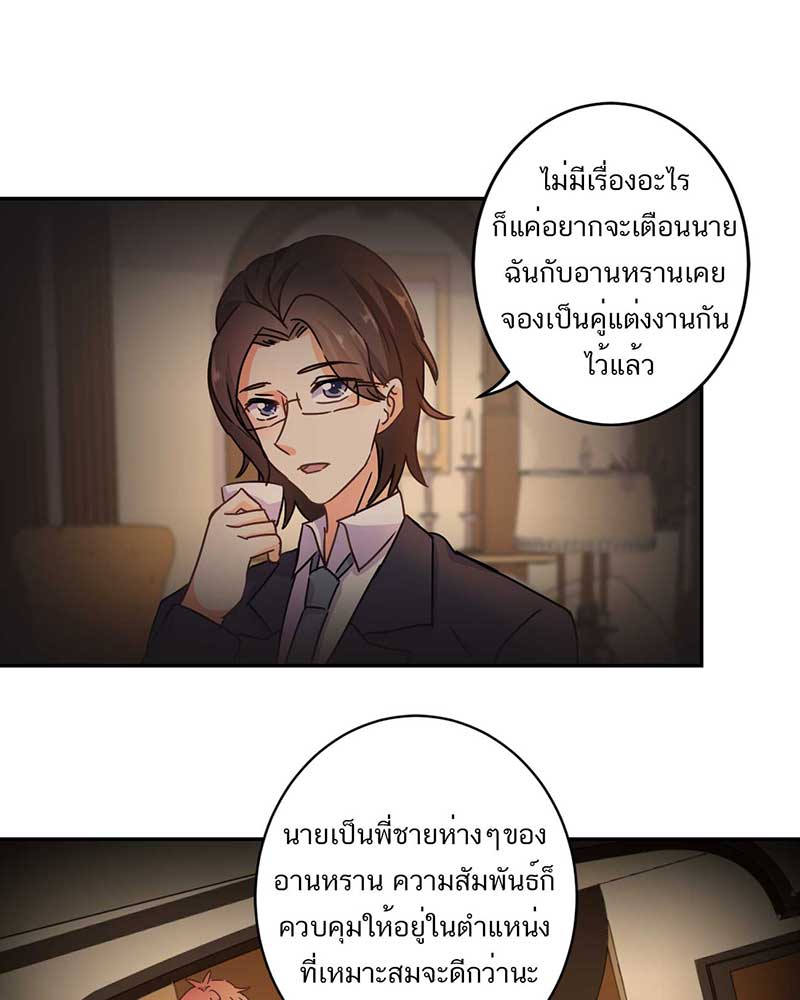 ไม่มีเรื่องอะไร
ก็แค่อยากจะเตือนนาย
ฉันกับอานหรานเคย
จองเป็นคู่แต่งงานกัน
ไว้แล้ว
นายเป็นพี่ชายห่างๆของ
อานหราน ความสัมพันธ์ก็
ควบคุมให้อยู่ในตำแหน่ง
ที่เหมาะสมจะดีกว่านะ